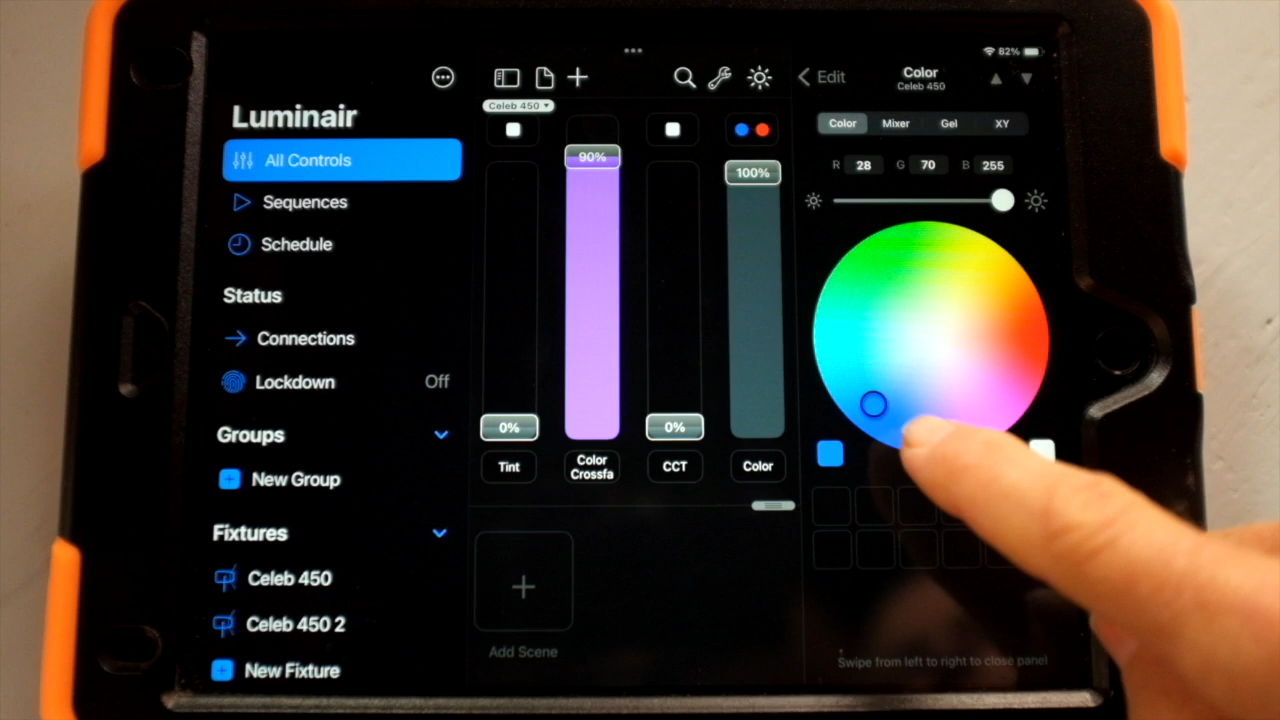 82%
Luminair
All Controls
Sequences
Schedule
Status
Connections
Lockdown Off
Groups
New Group
Fixtures
Celeb 450
Celeb 450 2
New Fixture
Celeb 450
90%
100%
0%
0%
Tint
Color
Crossfa
CCT
Color
Add Scene
Edit
Color
Celeb 450
Color Mixer Gel XY
R 28 G 70 B 255
Swipe from left to right to close panel